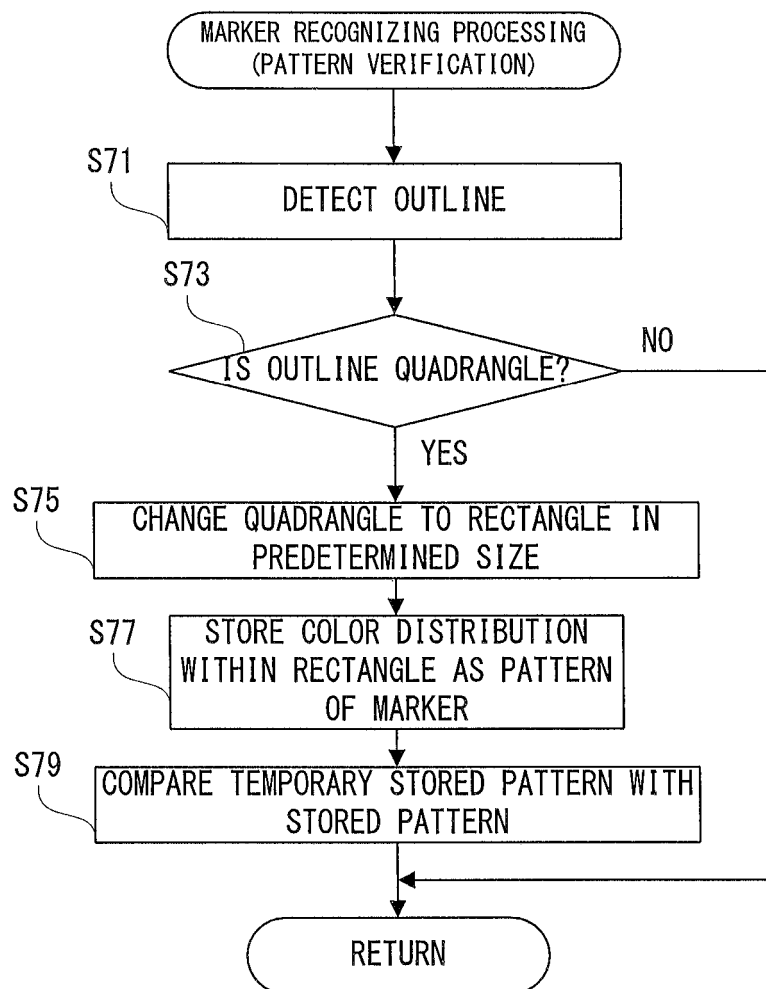 MARKER RECOGNIZING PROCESSING
(PATTERN VERIFICATION)
S71
DETECT OUTLINE
S73
IS OUTLINE QUADRANGLE?
NO
YES
S75
CHANGE QUADRANGLE TO RECTANGLE IN
PREDETERMINED SIZE
S77
STORE COLOR DISTRIBUTION
WITHIN RECTANGLE AS PATTERN
OF MARKER
S79
COMPARE TEMPORARY STORED PATTERN WITH
STORED PATTERN
RETURN